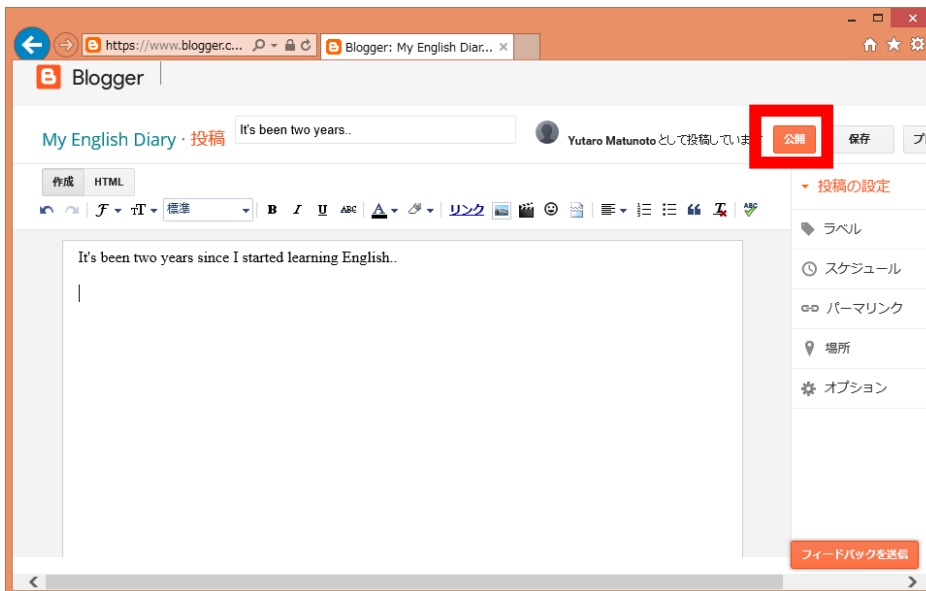 https://www.blogger.c...
Blogger: My English Diar...
Blogger
My English Diary · 投稿
It's been two years..
Yutaro Matunotoとして投稿しています
公開
保存
作成
HTML
標準
B I U ABC A リンク
ABC
It's been two years since I started learning English..
投稿の設定
ラベル
スケジュール
パーマリンク
場所
オプション
フィードバックを送信